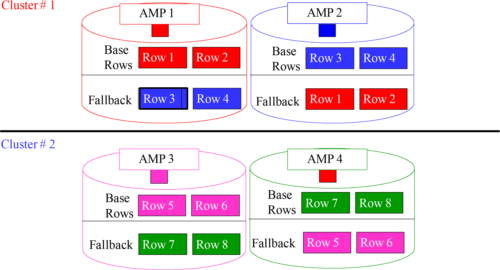 Cluster # 1
AMP 1
AMP 2
Base Rows
Row 1
Row 2
Base Rows
Row 3
Row 4
Fallback
Row 3
Row 4
Fallback
Row 1
Row 2
Cluster # 2
AMP 3
AMP 4
Base Rows
Row 5
Row 6
Base Rows
Row 7
Row 8
Fallback
Row 7
Row 8
Fallback
Row 5
Row 6